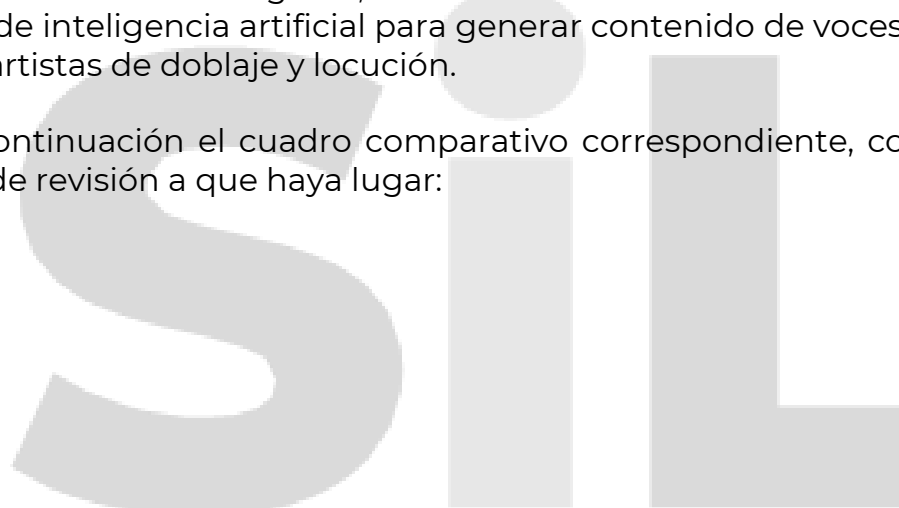 de inteligencia artificial para generar contenido de voces
artistas de doblaje y locución.
continuación el cuadro comparativo correspondiente, co
de revisión a que haya lugar:
SiL